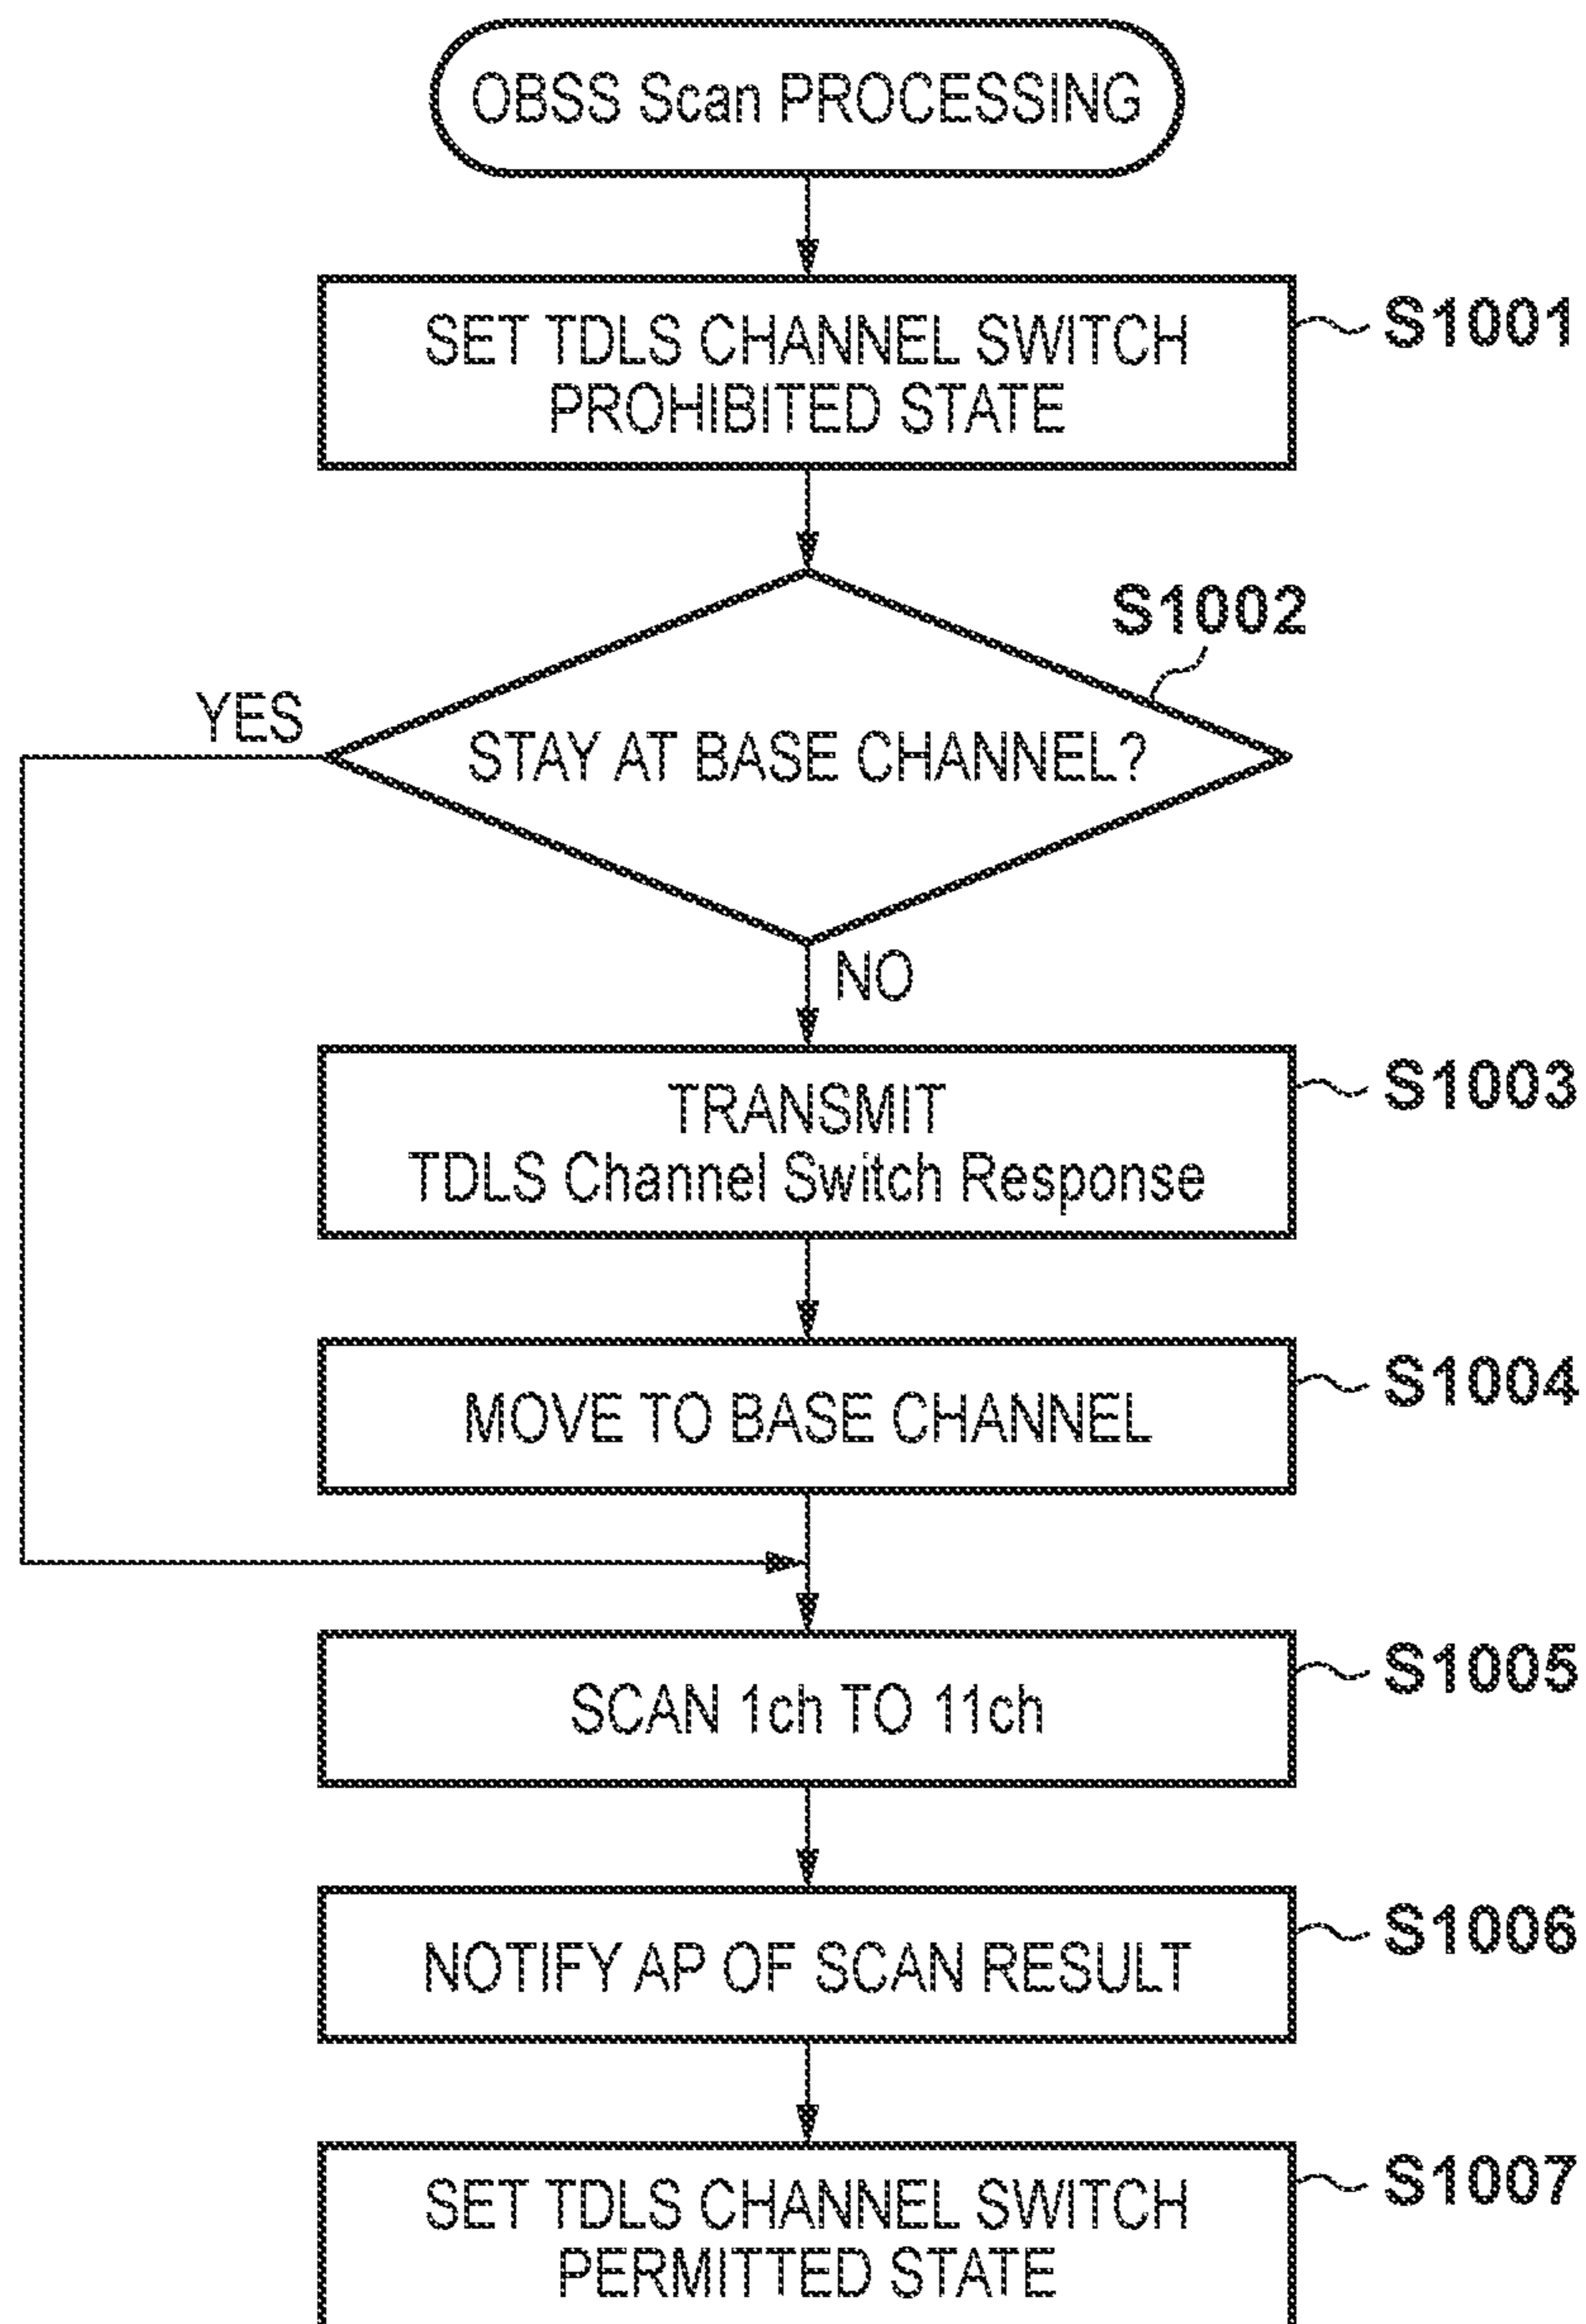 OBSS Scan PROCESSING
SET TDLS CHANNEL SWITCH
PROHIBITED STATE
S1001
S1002
YES
STAY AT BASE CHANNEL?
NO
TRANSMIT
TDLS Channel Switch Response
S1003
MOVE TO BASE CHANNEL
S1004
SCAN 1ch TO 11ch
S1005
NOTIFY AP OF SCAN RESULT
S1006
SET TDLS CHANNEL SWITCH
PERMITTED STATE
S1007